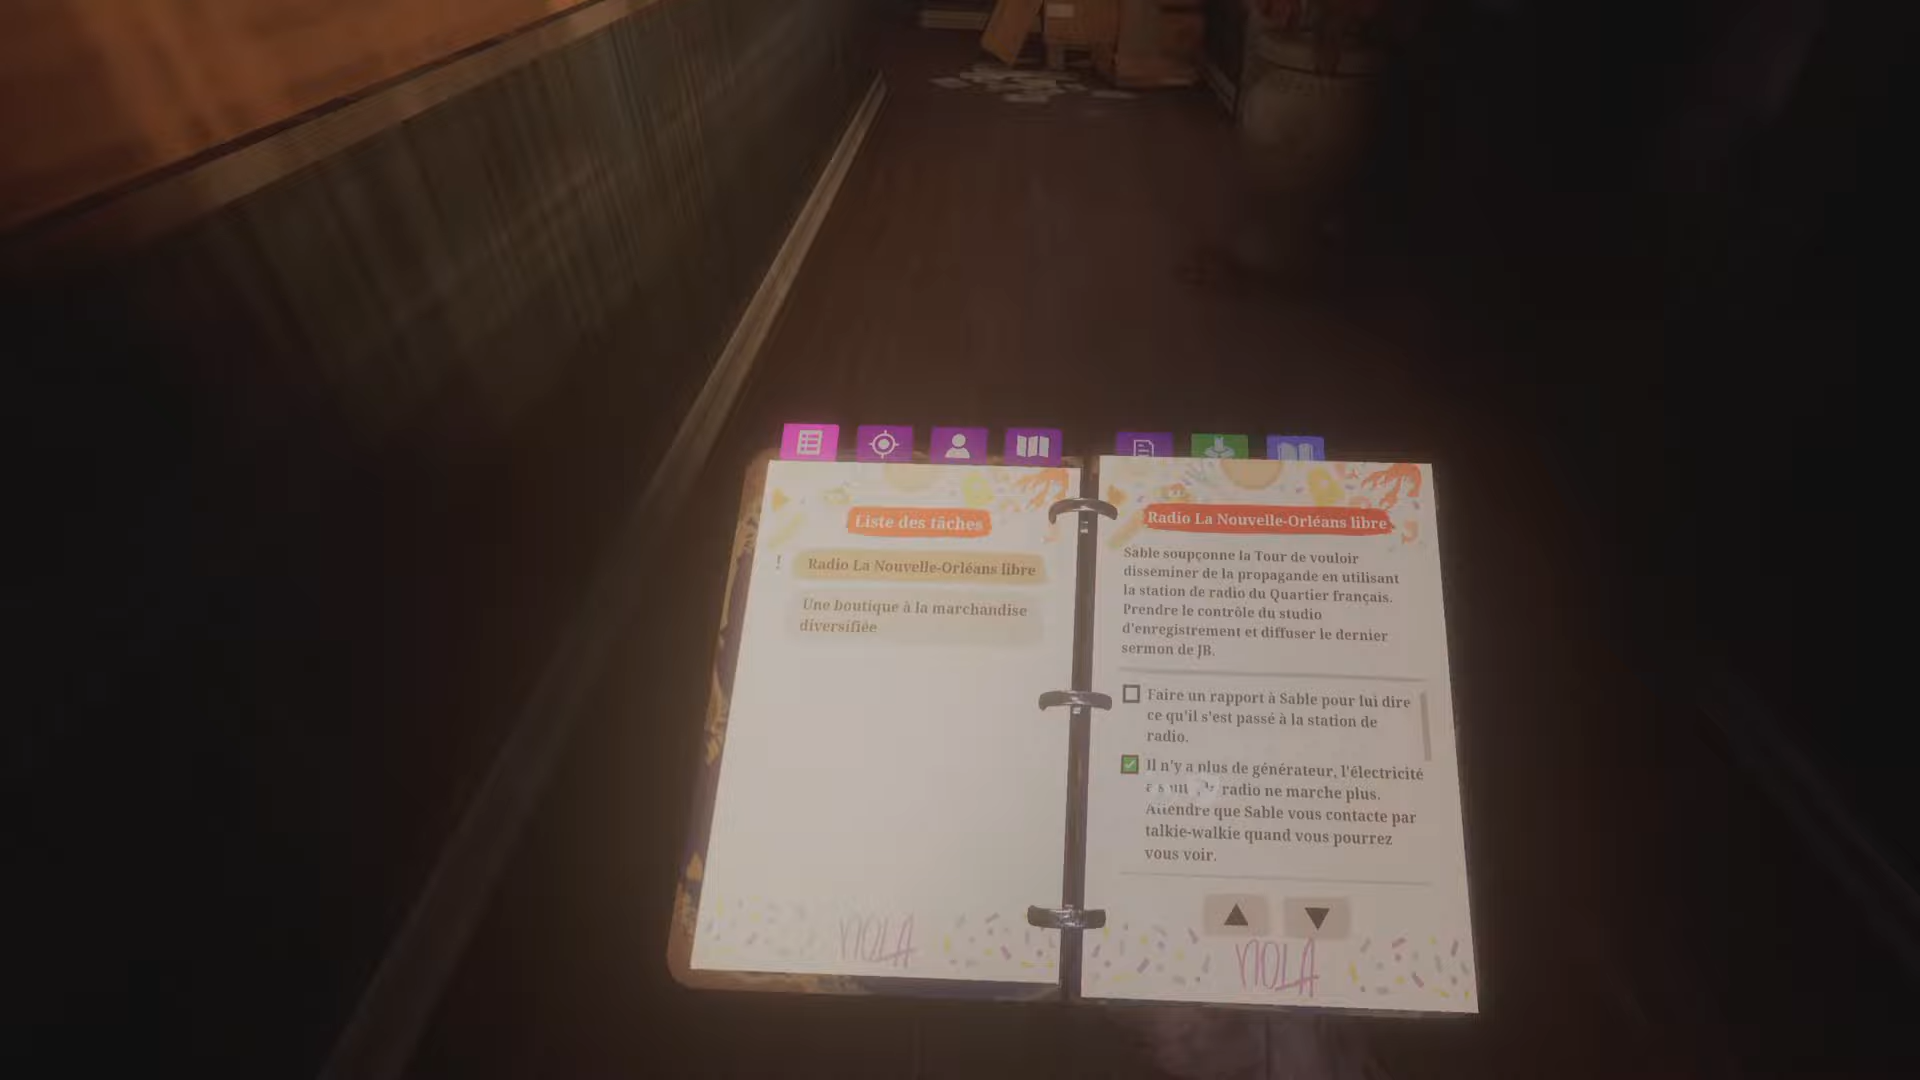 Liste des tâches
!
Radio La Nouvelle-Orléans libre
Une boutique à la marchandise
diversifiée
NOLA
Radio La Nouvelle-Orléans libre
Sable soupçonne la Tour de vouloir
disseminer de la propagande en utilisant
la station de radio du Quartier français.
Prendre le contrôle du studio
d'enregistrement et diffuser le dernier
sermon de JB.
Faire un rapport à Sable pour lui dire
ce qu'il s'est passé à la station de
radio.
Il n'y a plus de générateur, l'électricité
radio ne marche plus.
Attendre que Sable vous contacte par
talkie-walkie quand vous pourrez
vous voir.
NOLA